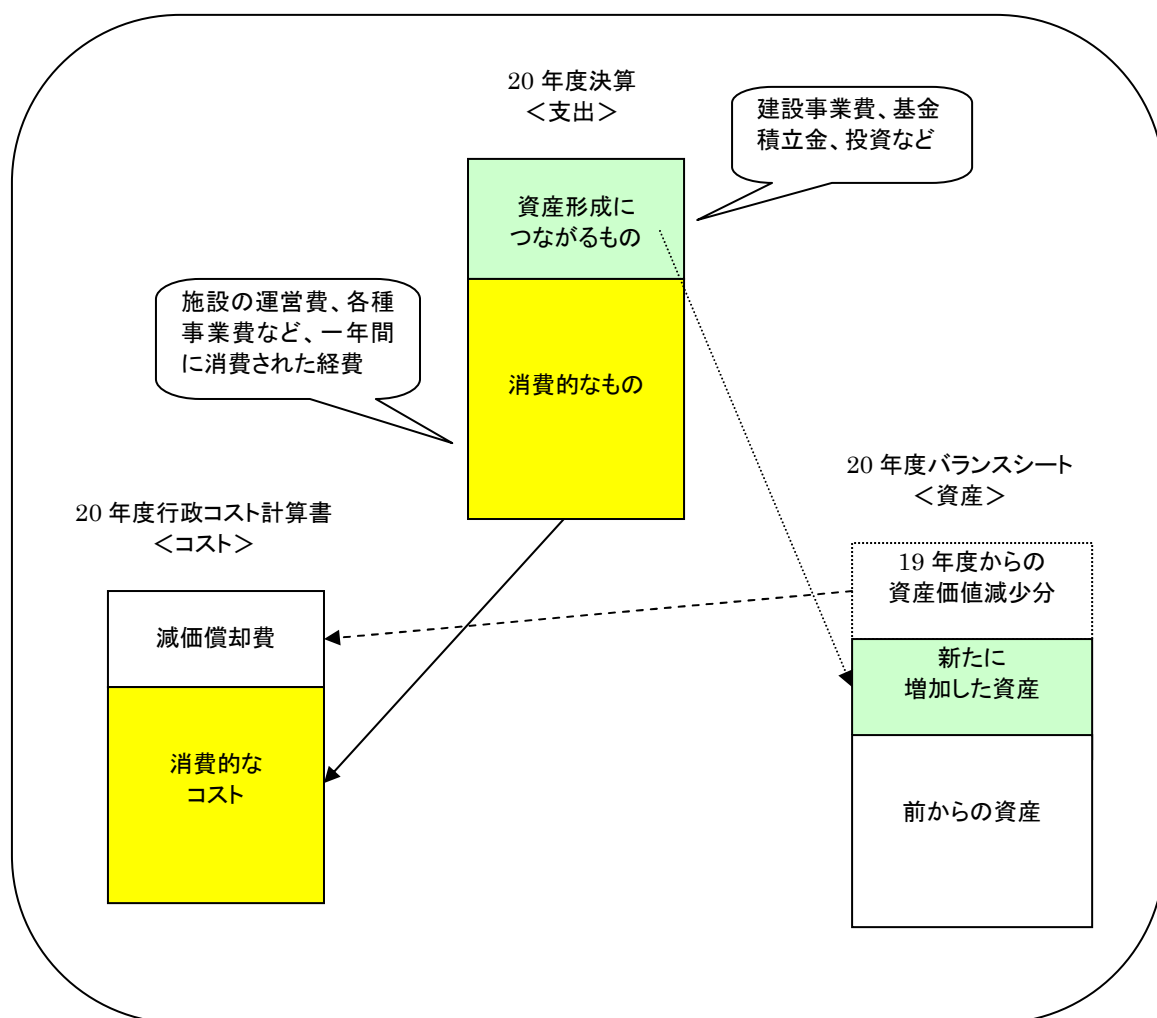 20 年度決算
＜支出＞
建設事業費、基金
積立金、投資など
資産形成に
つながるもの
施設の運営費、各種
事業費など、一年間
に消費された経費
消費的なもの
20 年度バランスシート
＜資産＞
20 年度行政コスト計算書
＜コスト＞
19 年度からの
資産価値減少分
減価償却費
新たに
増加した資産
消費的な
コスト
前からの資産